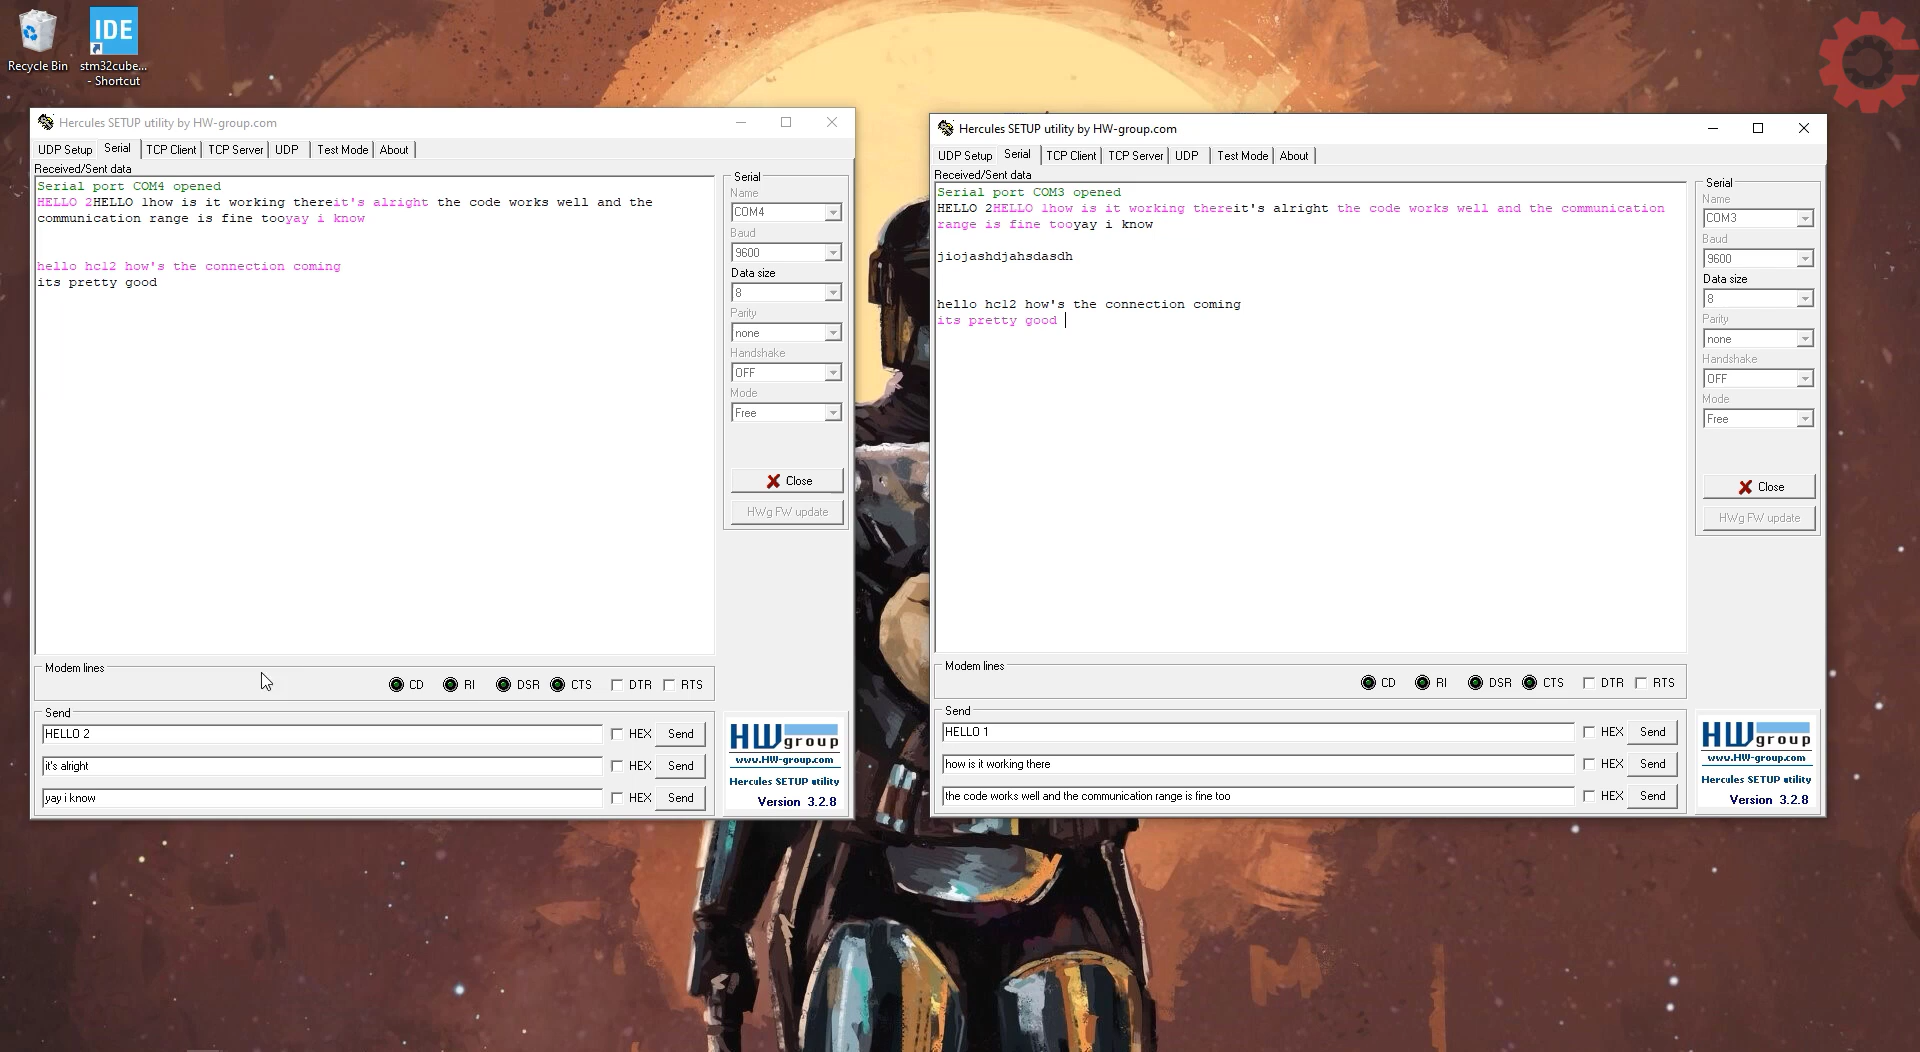 Recycle Bin
IDE
stm32cube...
- Shortcut
Hercules SETUP utility by HW-group.com
UDP Setup Serial TCP Client TCP Server UDP Test Mode About
Received/Sent data
Serial port COM4 opened
HELLO 2HELLO 1how is it working thereit's alright the code works well and the
communication range is fine tooyay i know
hello hc12 how's the connection coming
its pretty good
Serial
Name
COM4
Baud
9600
Data size
8
Parity
none
Handshake
OFF
Mode
Free
Close
HWg FW update
Modem lines
CD RI DSR CTS DTR RTS
Send
HELLO 2 HEX Send
it's alright HEX Send
yay i know HEX Send
HWgroup
www.HW-group.com
Hercules SETUP utility
Version 3.2.8
Hercules SETUP utility by HW-group.com
UDP Setup Serial TCP Client TCP Server UDP Test Mode About
Received/Sent data
Serial port COM3 opened
HELLO 2HELLO 1how is it working thereit's alright the code works well and the communication
range is fine tooyay i know
jiojashdjahsdasdh
hello hc12 how's the connection coming
its pretty good
Serial
Name
COM3
Baud
9600
Data size
8
Parity
none
Handshake
OFF
Mode
Free
Close
HWg FW update
Modem lines
CD RI DSR CTS DTR RTS
Send
HELLO 1 HEX Send
how is it working there HEX Send
the code works well and the communication range is fine too HEX Send
HWgroup
www.HW-group.com
Hercules SETUP utility
Version 3.2.8